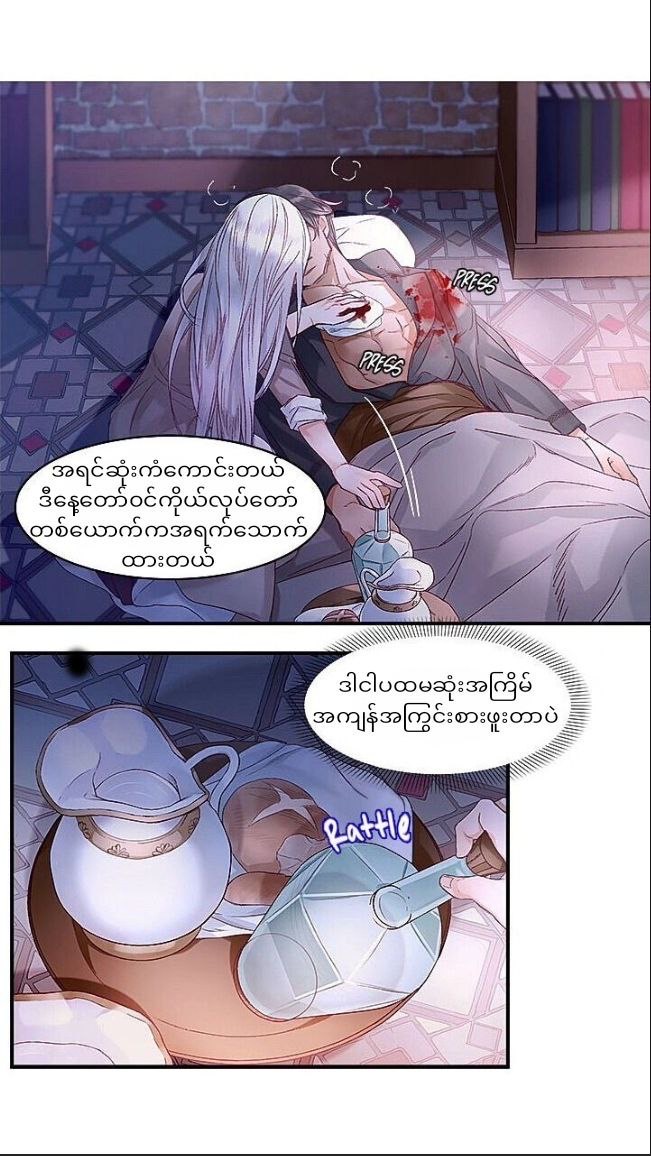 PRESS
PRESS
အရင်ဆုံးကံကောင်းတယ်
ဒီနေ့တော်ဝင်ကိုယ်လုပ်တော်
တစ်ယောက်ကအရက်သောက်
ထားတယ်
ဒါငါပထမဆုံးအကြိမ်
အကျန်အကြွင်းစားဖူးတာပဲ
Rattle